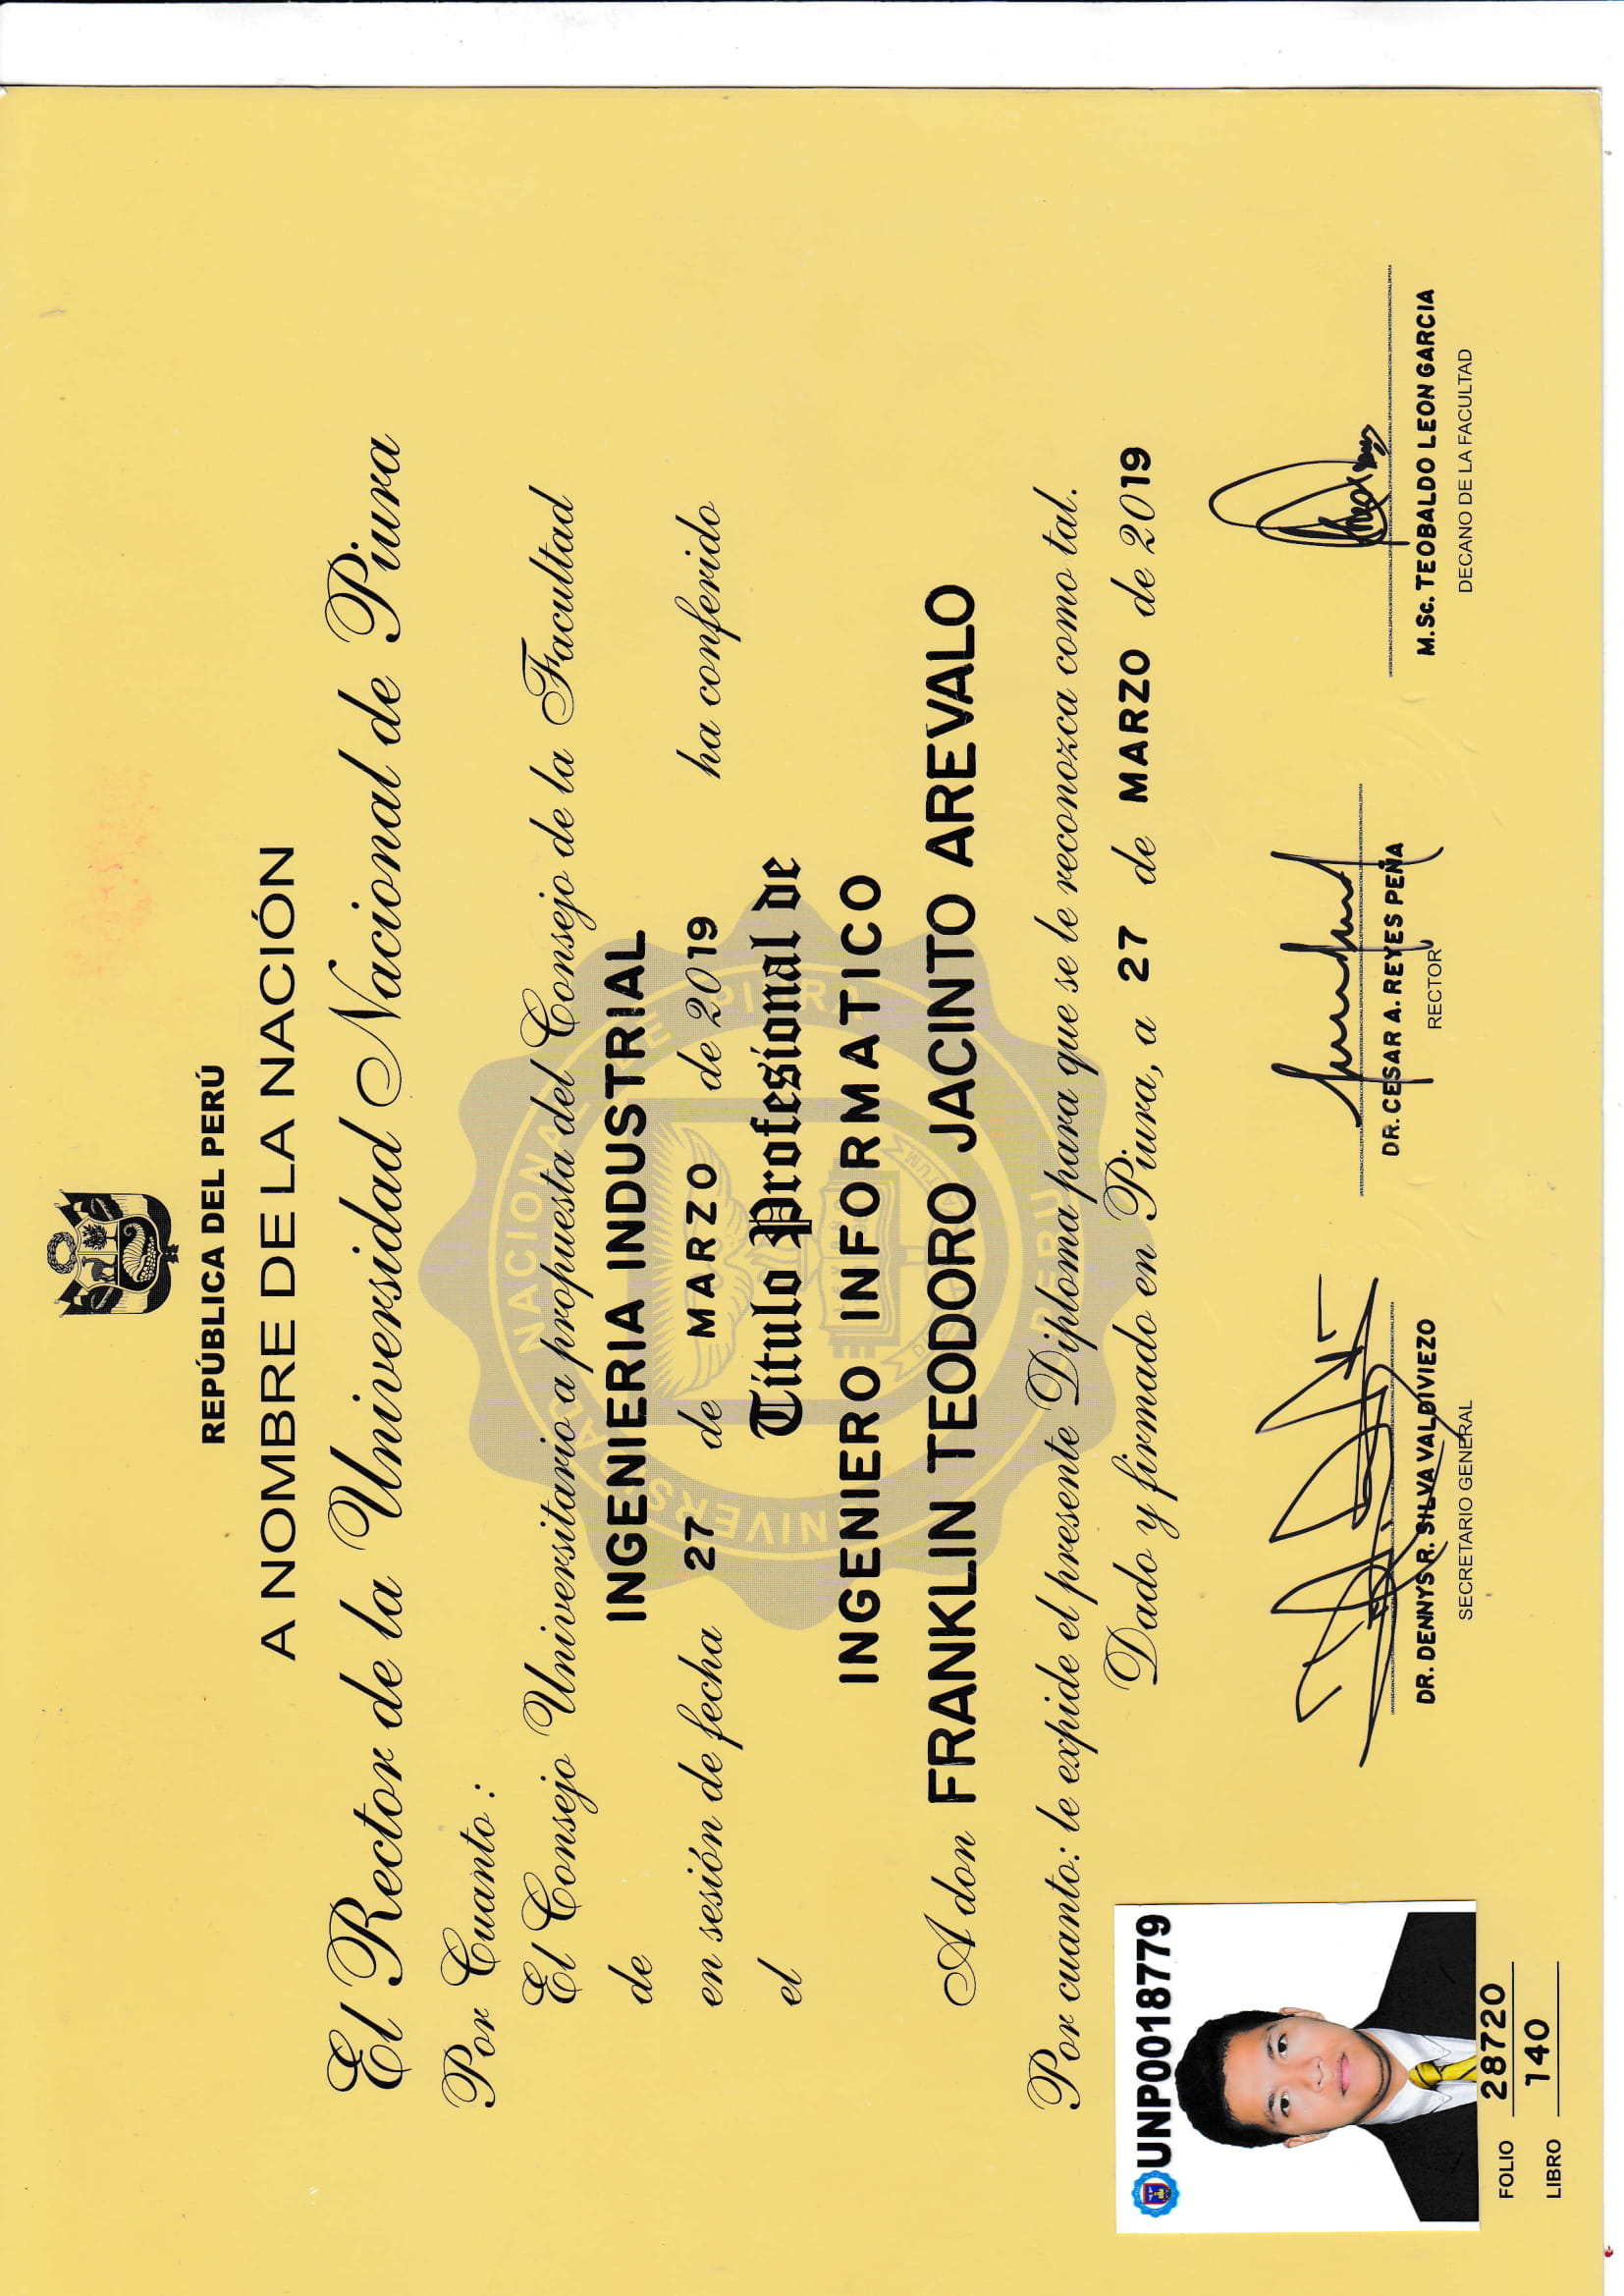 REPÚBLICA DEL PERÚ
A NOMBRE DE LA NACIÓN
El Rector de la Universidad Nacional de Piura
Por Cuanto :
El Consejo Universitario a propuesta del Consejo de la Facultad
de INGENIERIA INDUSTRIAL
en sesión de fecha 27 de MARZO de 2019 ha conferido
el Título Profesional de
INGENIERO INFORMATICO
A don FRANKLIN TEODORO JACINTO AREVALO
Por cuanto: le expide el presente Diploma para que se le reconozca como tal.
Dado y firmado en Piura, a 27 de MARZO de 2019
UNP0018779
FOLIO 28720
LIBRO 140
DR. DENNYS R. SILVA VALDIVIEZO
SECRETARIO GENERAL
DR. CESAR A. REYES PEÑA
RECTOR
M.Sc. TEOBALDO LEON GARCIA
DECANO DE LA FACULTAD
UNIVERSIDAD NACIONAL DE PIURA
PERÚ